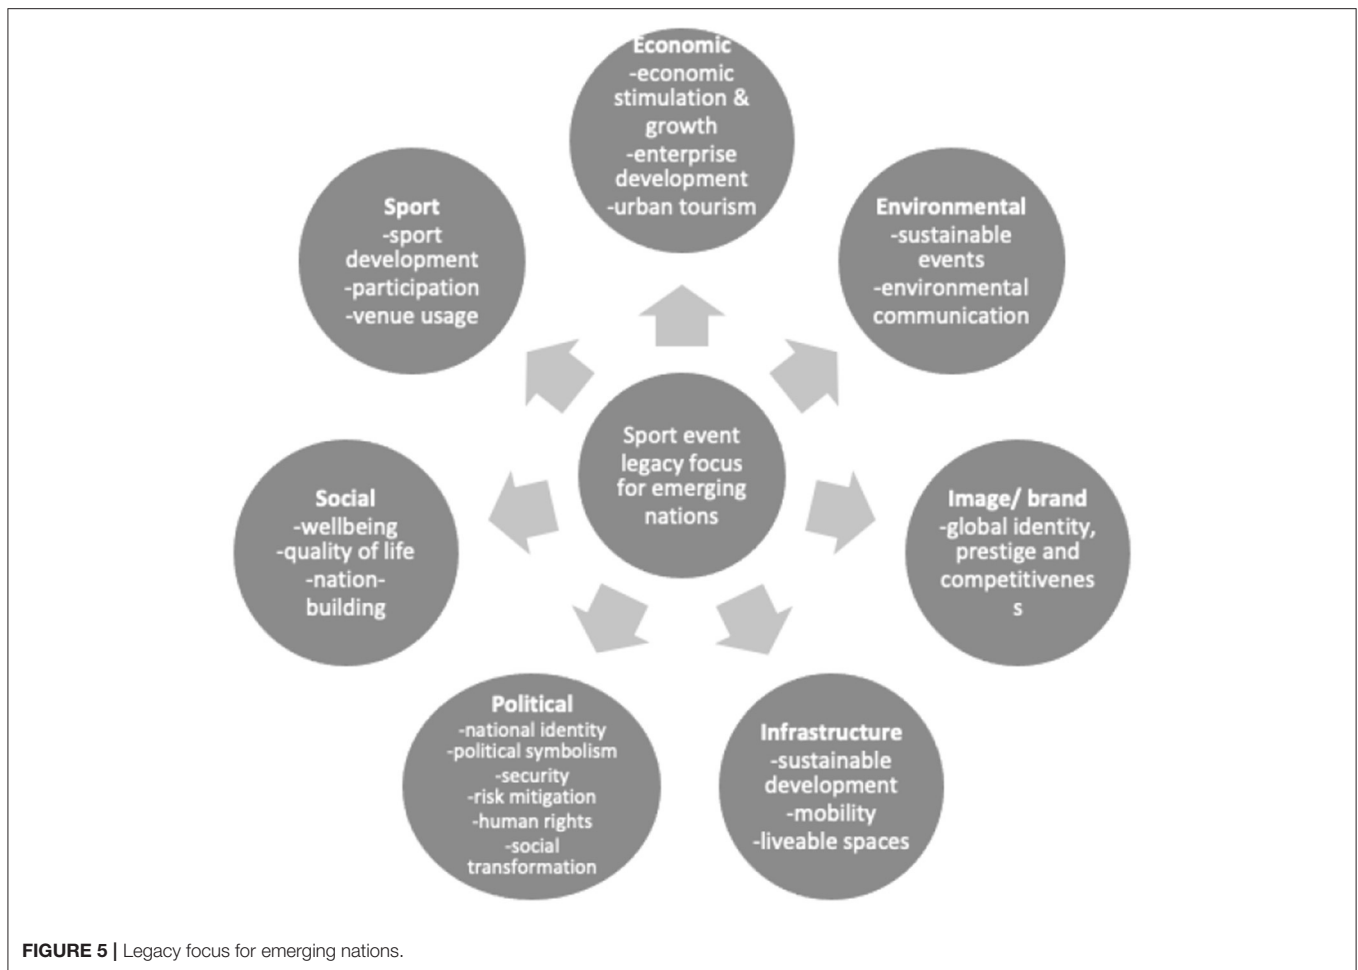 Economic
-economic
stimulation &
growth
-enterprise
development
-urban tourism
Environmental
-sustainable
events
-environmental
communication
Image/ brand
-global identity,
prestige and
competitivenes
s
Infrastructure
-sustainable
development
-mobility
-liveable spaces
Political
-national identity
-political symbolism
-security
-risk mitigation
-human rights
-social
transformation
Social
-wellbeing
-quality of life
-nation-
building
Sport
-sport
development
-participation
-venue usage
Sport event
legacy focus
for emerging
nations
FIGURE 5 | Legacy focus for emerging nations.